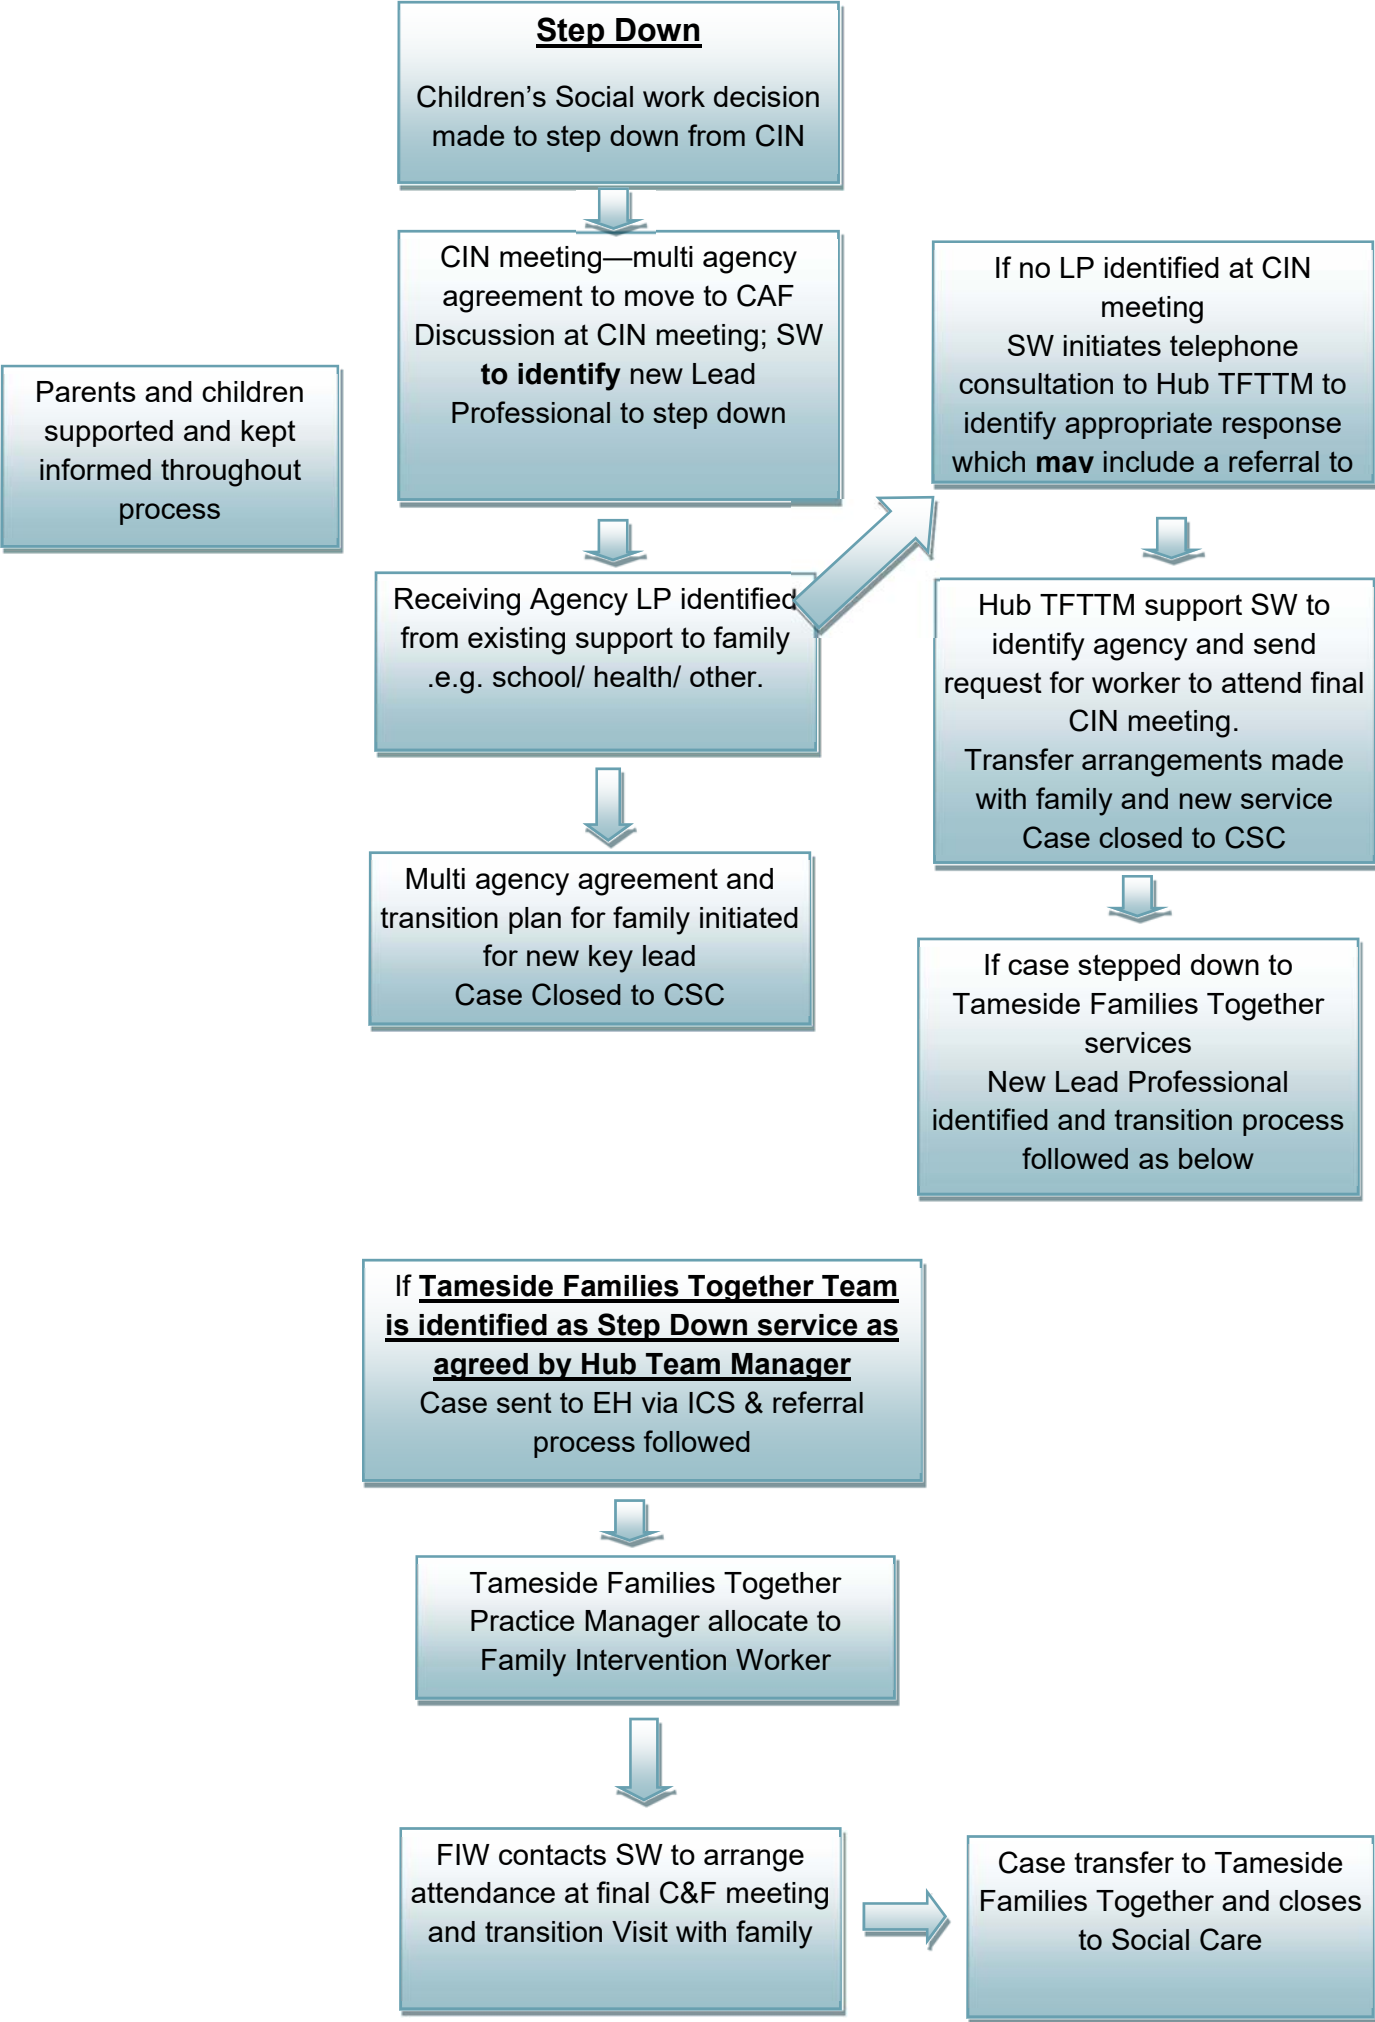 Step Down
Children’s Social work decision
made to step down from CIN
CIN meeting—multi agency
agreement to move to CAF
Discussion at CIN meeting; SW
to identify new Lead
Professional to step down
If no LP identified at CIN
meeting
SW initiates telephone
consultation to Hub TFTTM to
identify appropriate response
which may include a referral to
Parents and children
supported and kept
informed throughout
process
Receiving Agency LP identified
from existing support to family
.e.g. school/ health/ other.
Hub TFTTM support SW to
identify agency and send
request for worker to attend final
CIN meeting.
Transfer arrangements made
with family and new service
Case closed to CSC
Multi agency agreement and
transition plan for family initiated
for new key lead
Case Closed to CSC
If case stepped down to
Tameside Families Together
services
New Lead Professional
identified and transition process
followed as below
If Tameside Families Together Team
is identified as Step Down service as
agreed by Hub Team Manager
Case sent to EH via ICS & referral
process followed
Tameside Families Together
Practice Manager allocate to
Family Intervention Worker
FIW contacts SW to arrange
attendance at final C&F meeting
and transition Visit with family
Case transfer to Tameside
Families Together and closes
to Social Care